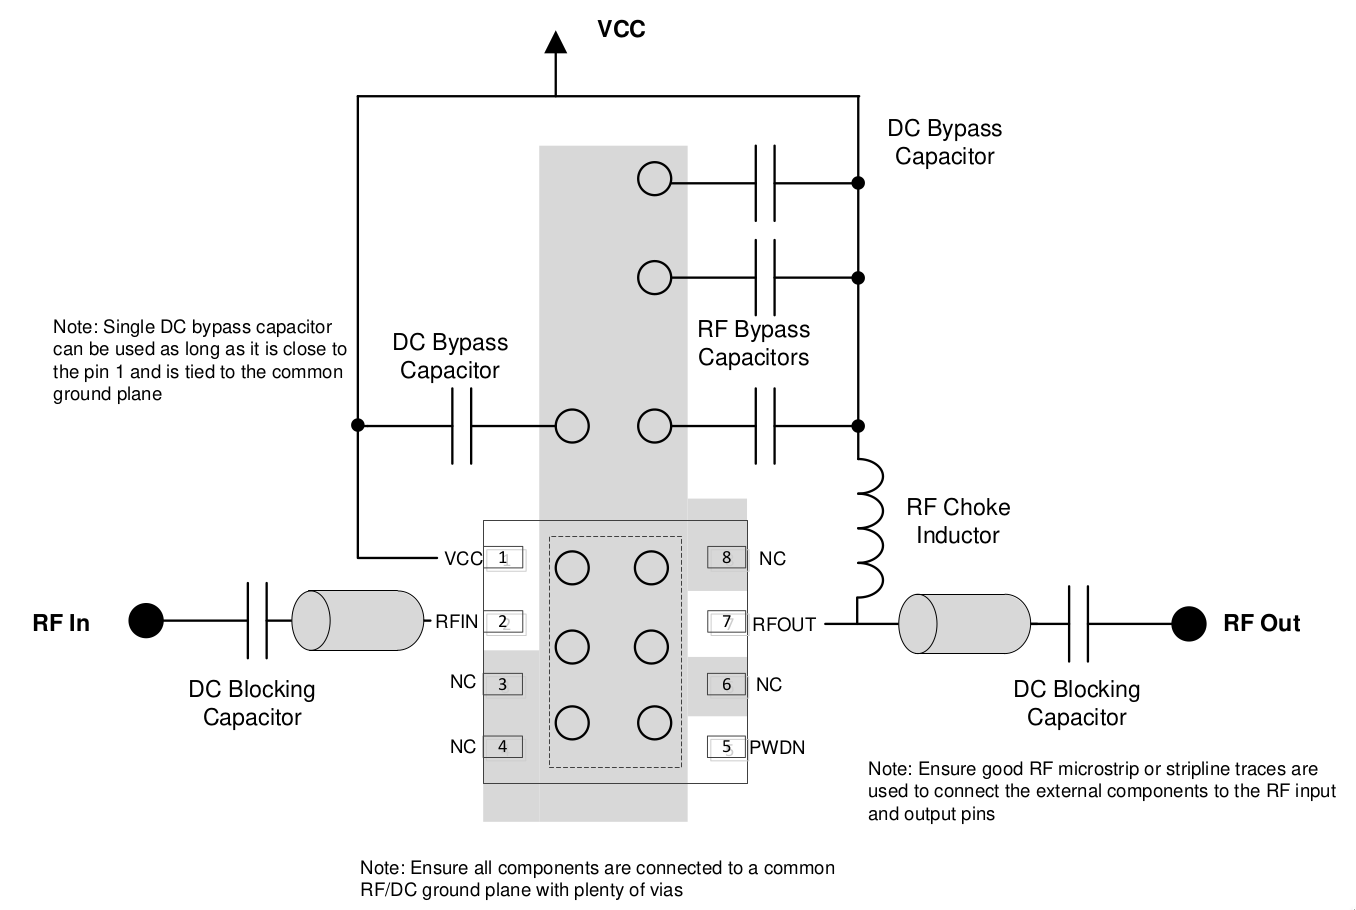 VCC
DC Bypass
Capacitor
Note: Single DC bypass capacitor
can be used as long as it is close to
the pin 1 and is tied to the common
ground plane
DC Bypass
Capacitor
RF Bypass
Capacitors
RF Choke
Inductor
VCC 1
8 NC
RF In
RFIN 2
7 RFOUT
RF Out
NC 3
6 NC
DC Blocking
Capacitor
DC Blocking
Capacitor
NC 4
5 PWDN
Note: Ensure good RF microstrip or stripline traces are
used to connect the external components to the RF input
and output pins
Note: Ensure all components are connected to a common
RF/DC ground plane with plenty of vias